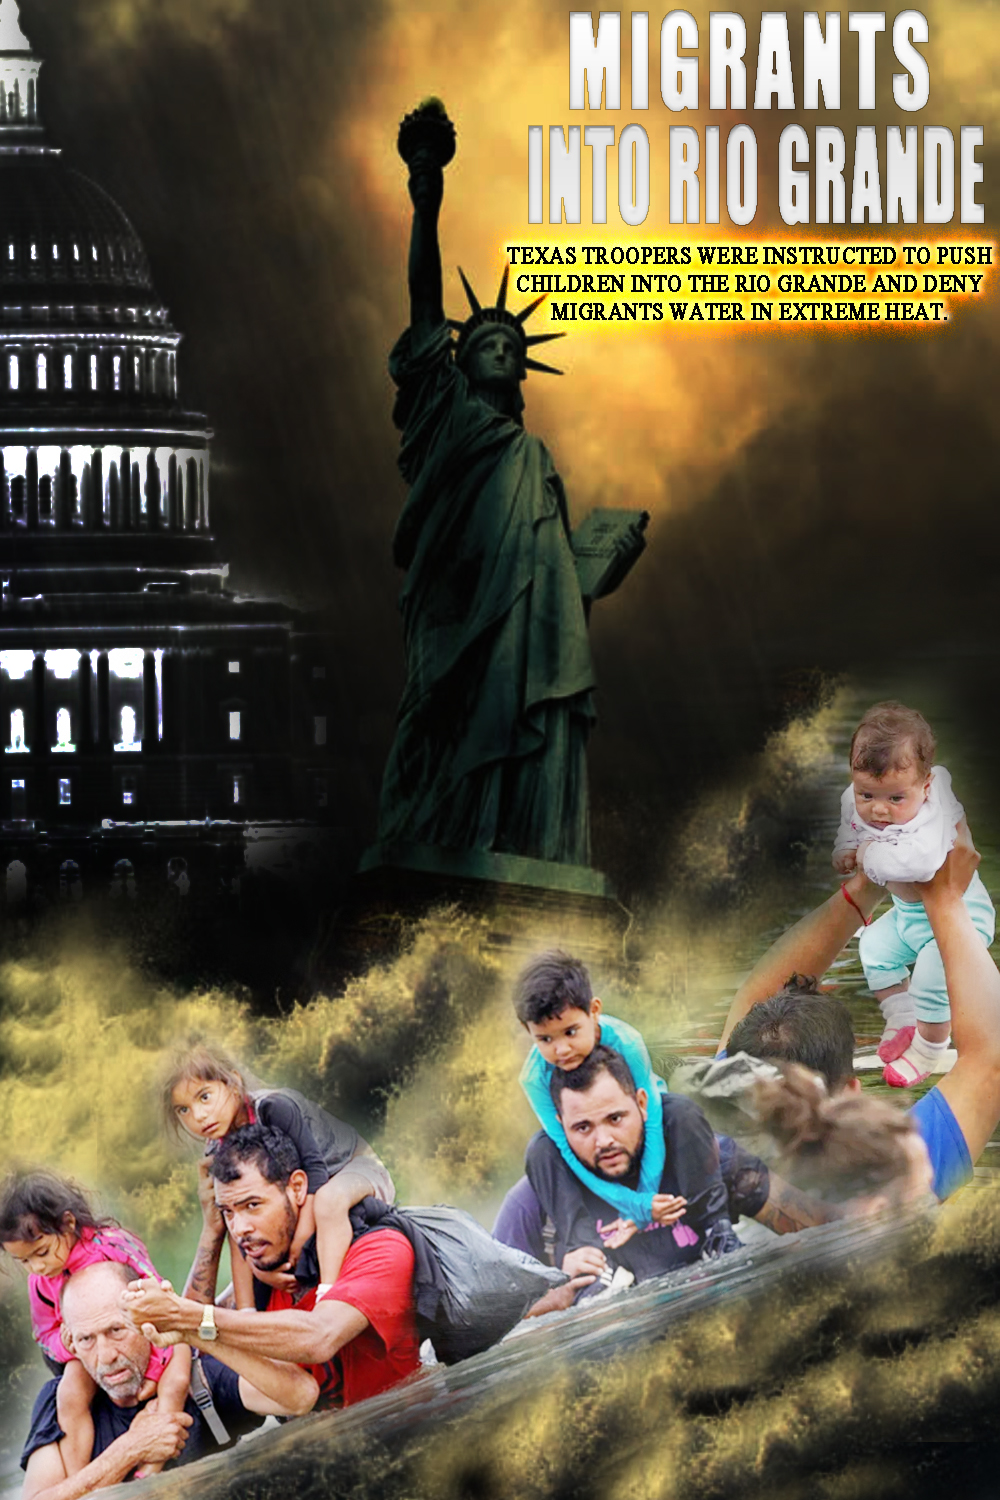 MIGRANTS
INTO RIO GRANDE
TEXAS TROOPERS WERE INSTRUCTED TO PUSH
CHILDREN INTO THE RIO GRANDE AND DENY
MIGRANTS WATER IN EXTREME HEAT.